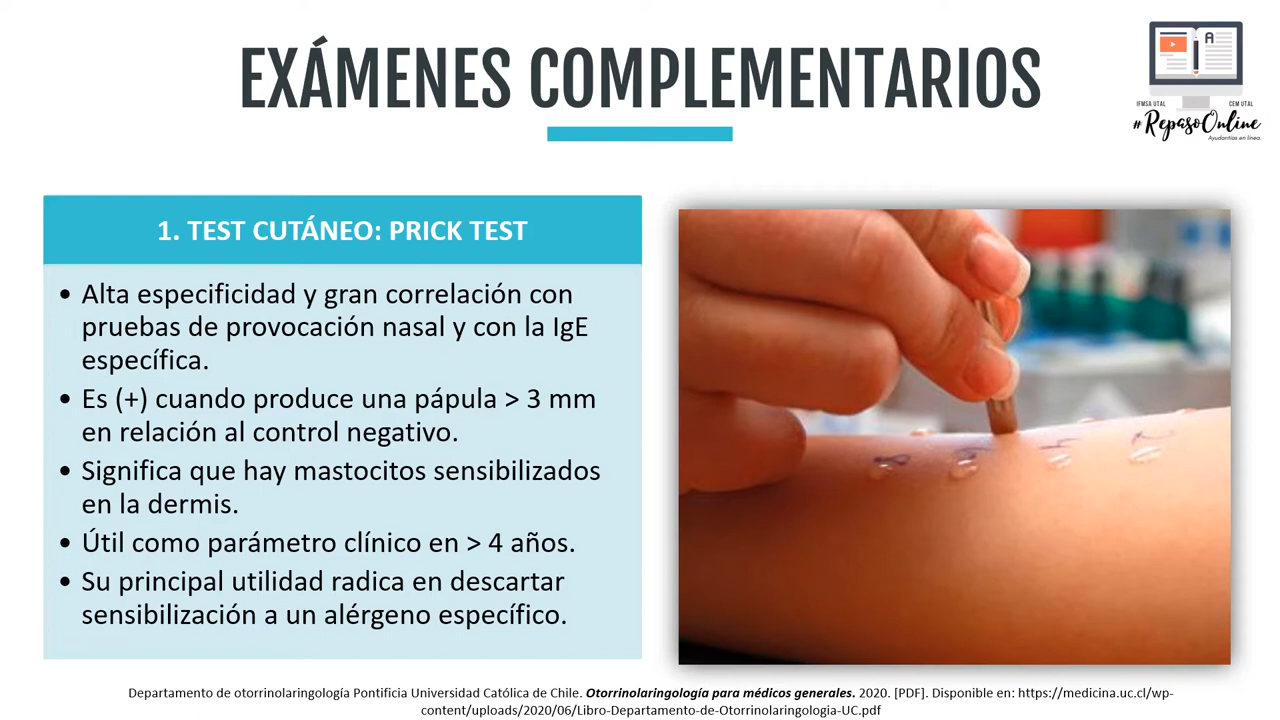 EXÁMENES COMPLEMENTARIOS
A
IFMSA UTAL CEM UTAL
#RepasoOnline
Ayudantías en línea.
1. TEST CUTÁNEO: PRICK TEST
• Alta especificidad y gran correlación con
pruebas de provocación nasal y con la IgE
específica.
• Es (+) cuando produce una pápula > 3 mm
en relación al control negativo.
• Significa que hay mastocitos sensibilizados
en la dermis.
• Útil como parámetro clínico en > 4 años.
• Su principal utilidad radica en descartar
sensibilización a un alérgeno específico.
Departamento de otorrinolaringología Pontificia Universidad Católica de Chile. Otorrinolaringología para médicos generales. 2020. [PDF]. Disponible en: https://medicina.uc.cl/wp-
content/uploads/2020/06/Libro-Departamento-de-Otorrinolaringologia-UC.pdf